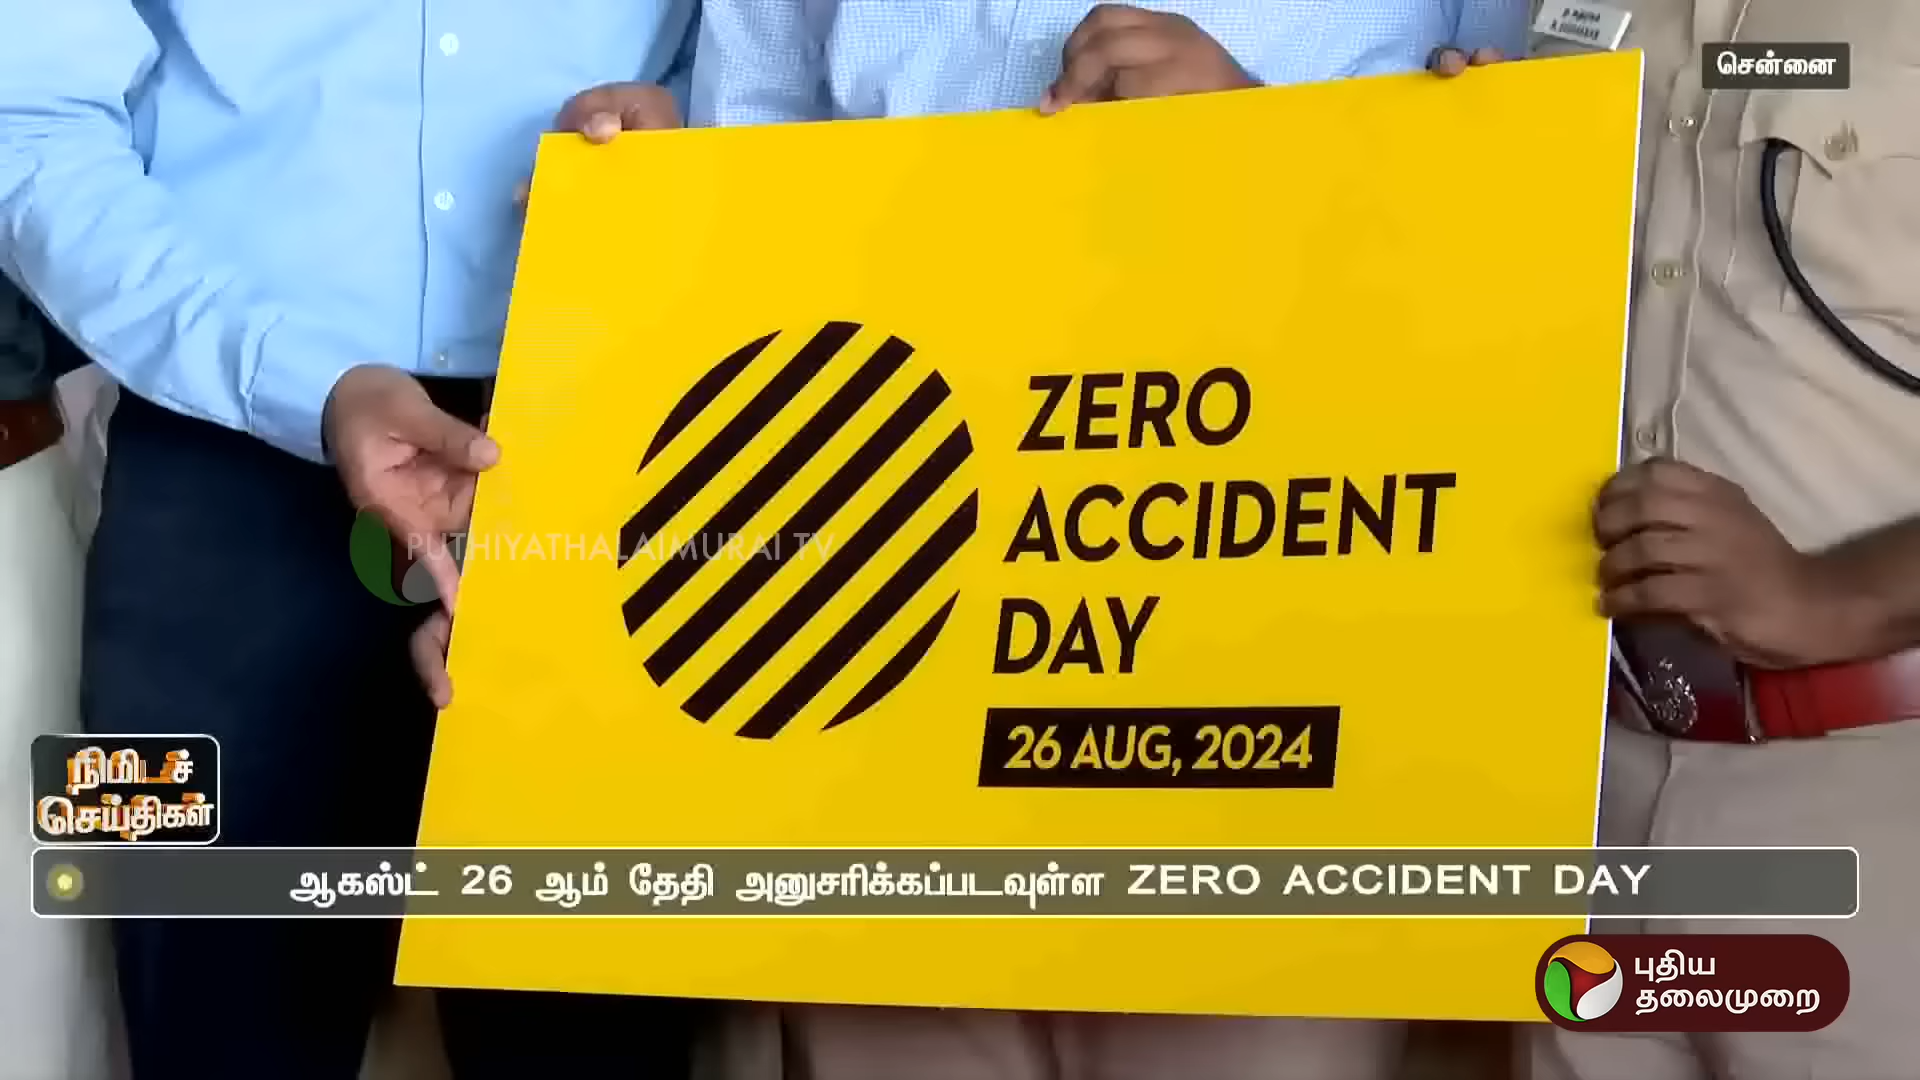 சென்னை
ZERO
ACCIDENT
DAY
26 AUG, 2024
PUTHIYATHALAIMURAI TV
நிமிடச்
செய்திகள்
ஆகஸ்ட் 26 ஆம் தேதி அனுசரிக்கப்படவுள்ள ZERO ACCIDENT DAY
புதிய
தலைமுறை